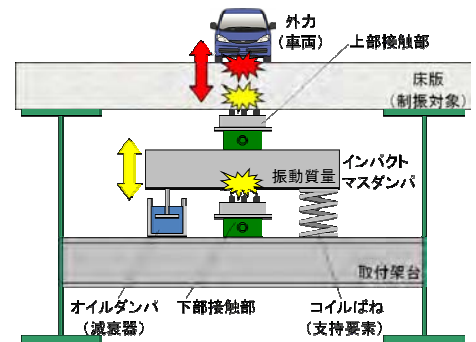 外力
(車両)
上部接触部
床版
(制振対象)
インパクト
マスダンパ
振動質量
取付架台
オイルダンパ
(減衰器)
下部接触部
コイルばね
(支持要素)